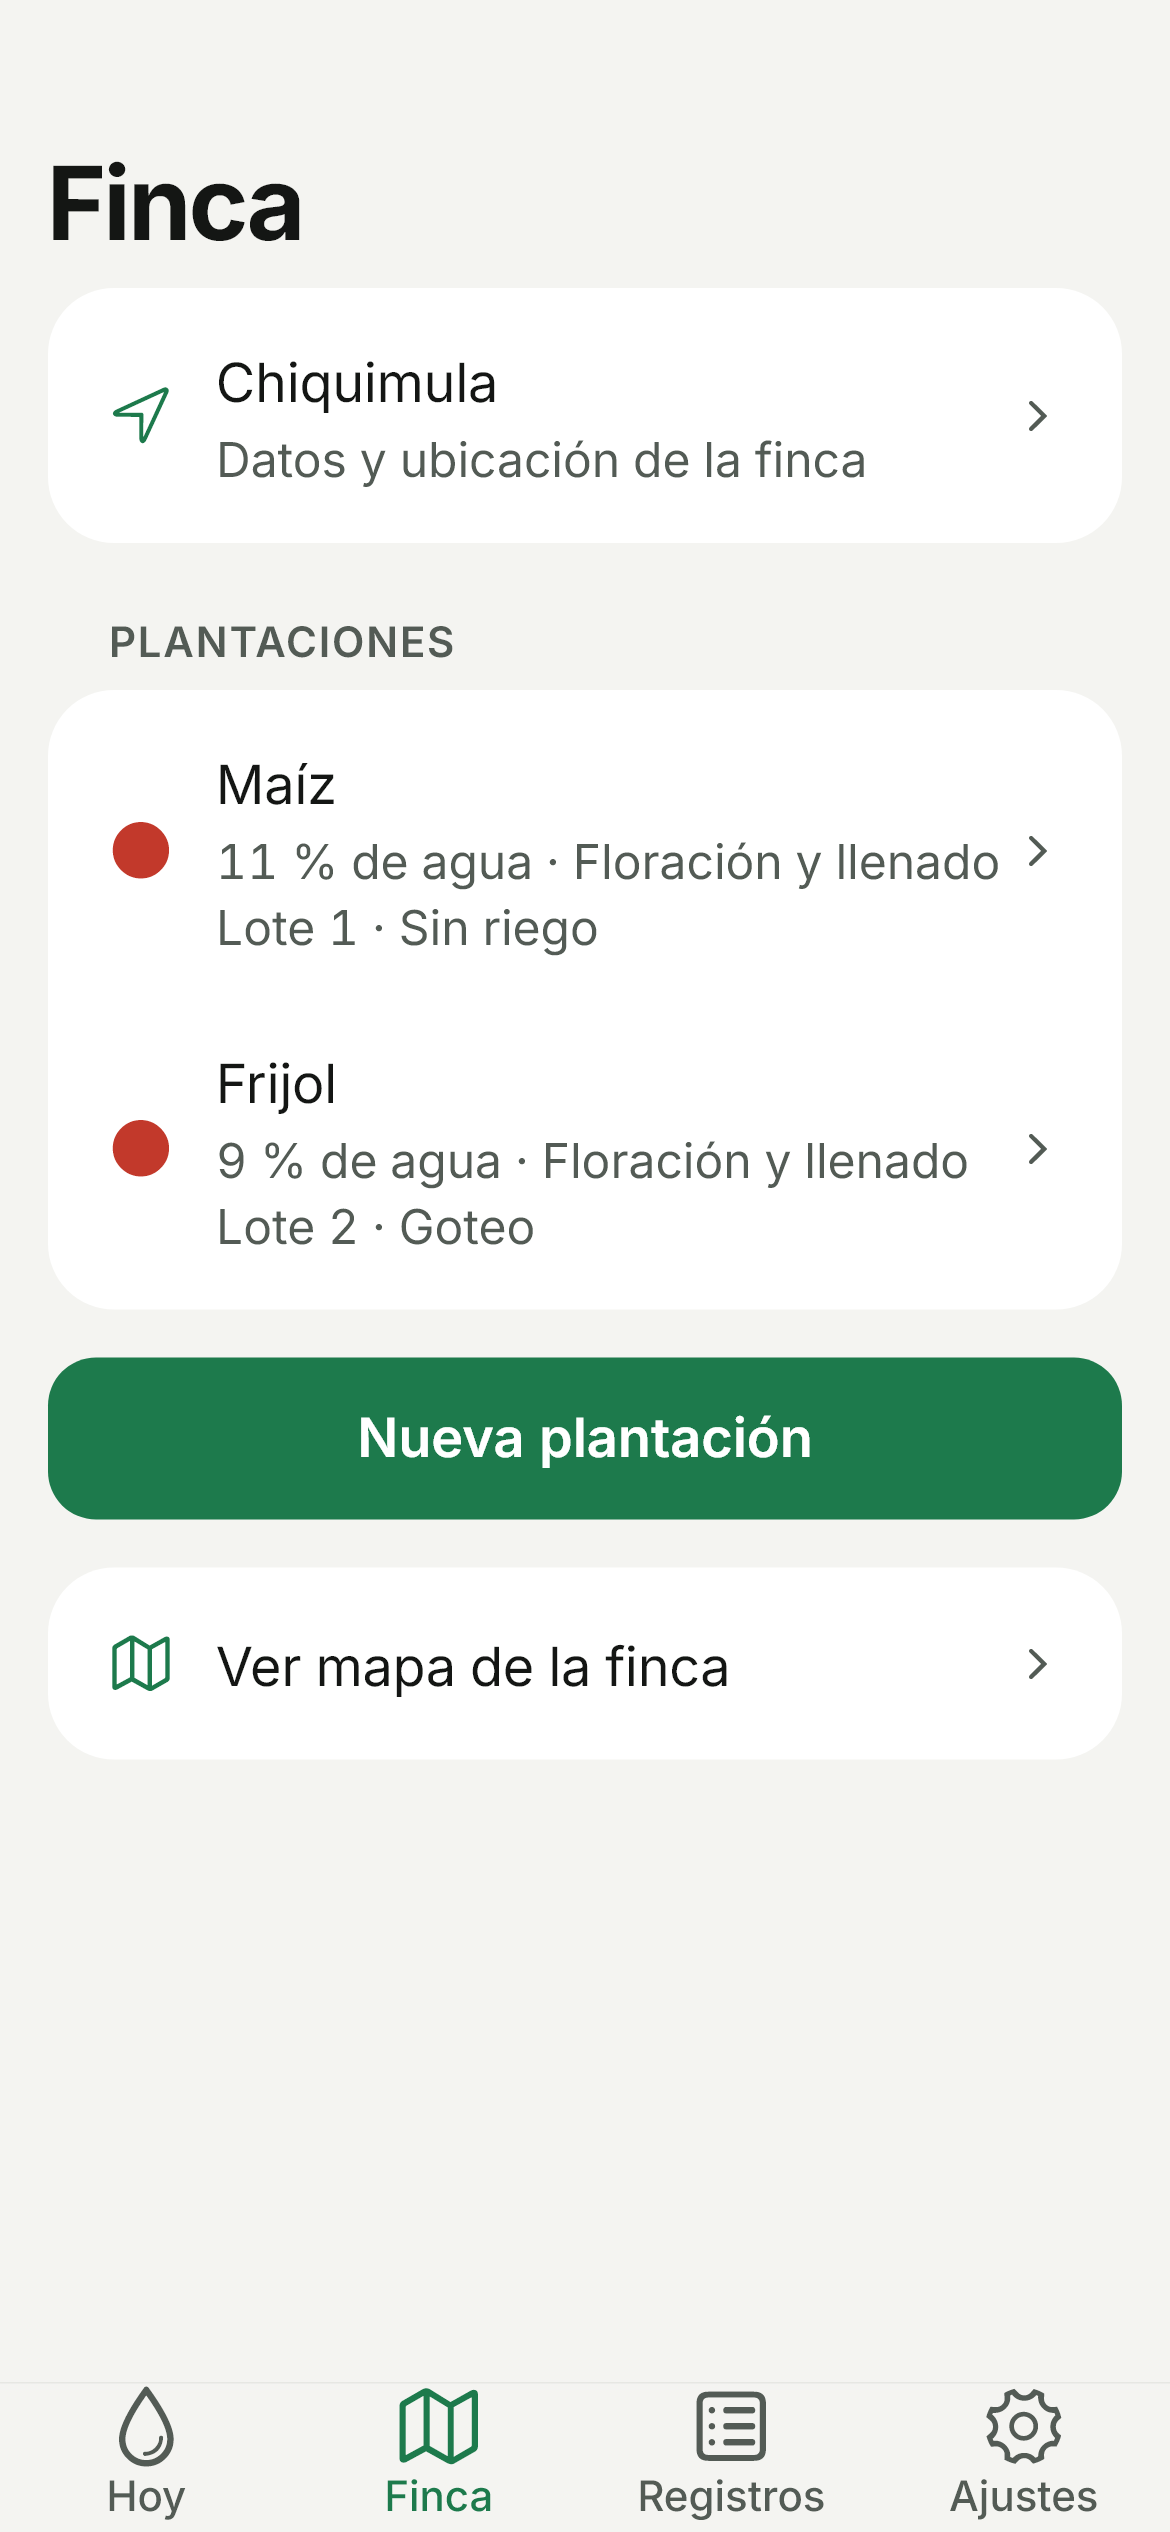 Finca
Chiquimula
Datos y ubicación de la finca
PLANTACIONES
Maíz
11 % de agua · Floración y llenado
Lote 1 · Sin riego
Frijol
9 % de agua · Floración y llenado
Lote 2 · Goteo
Nueva plantación
Ver mapa de la finca
Hoy
Finca
Registros
Ajustes